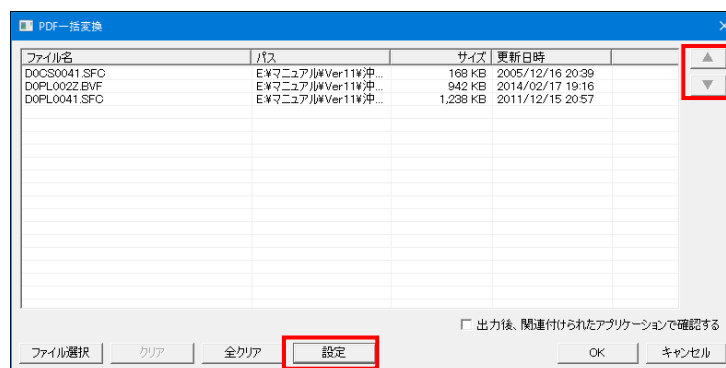 PDF一括変換
ファイル名 パス サイズ 更新日時
D0CS0041.SFC E:¥マニュアル¥Ver11¥沖... 168 KB 2005/12/16 20:39
D0PL002Z.BVF E:¥マニュアル¥Ver11¥沖... 942 KB 2014/02/17 19:16
D0PL0041.SFC E:¥マニュアル¥Ver11¥沖... 1,238 KB 2011/12/15 20:57
出力後、関連付けられたアプリケーションで確認する
ファイル選択 クリア 全クリア 設定 OK キャンセル